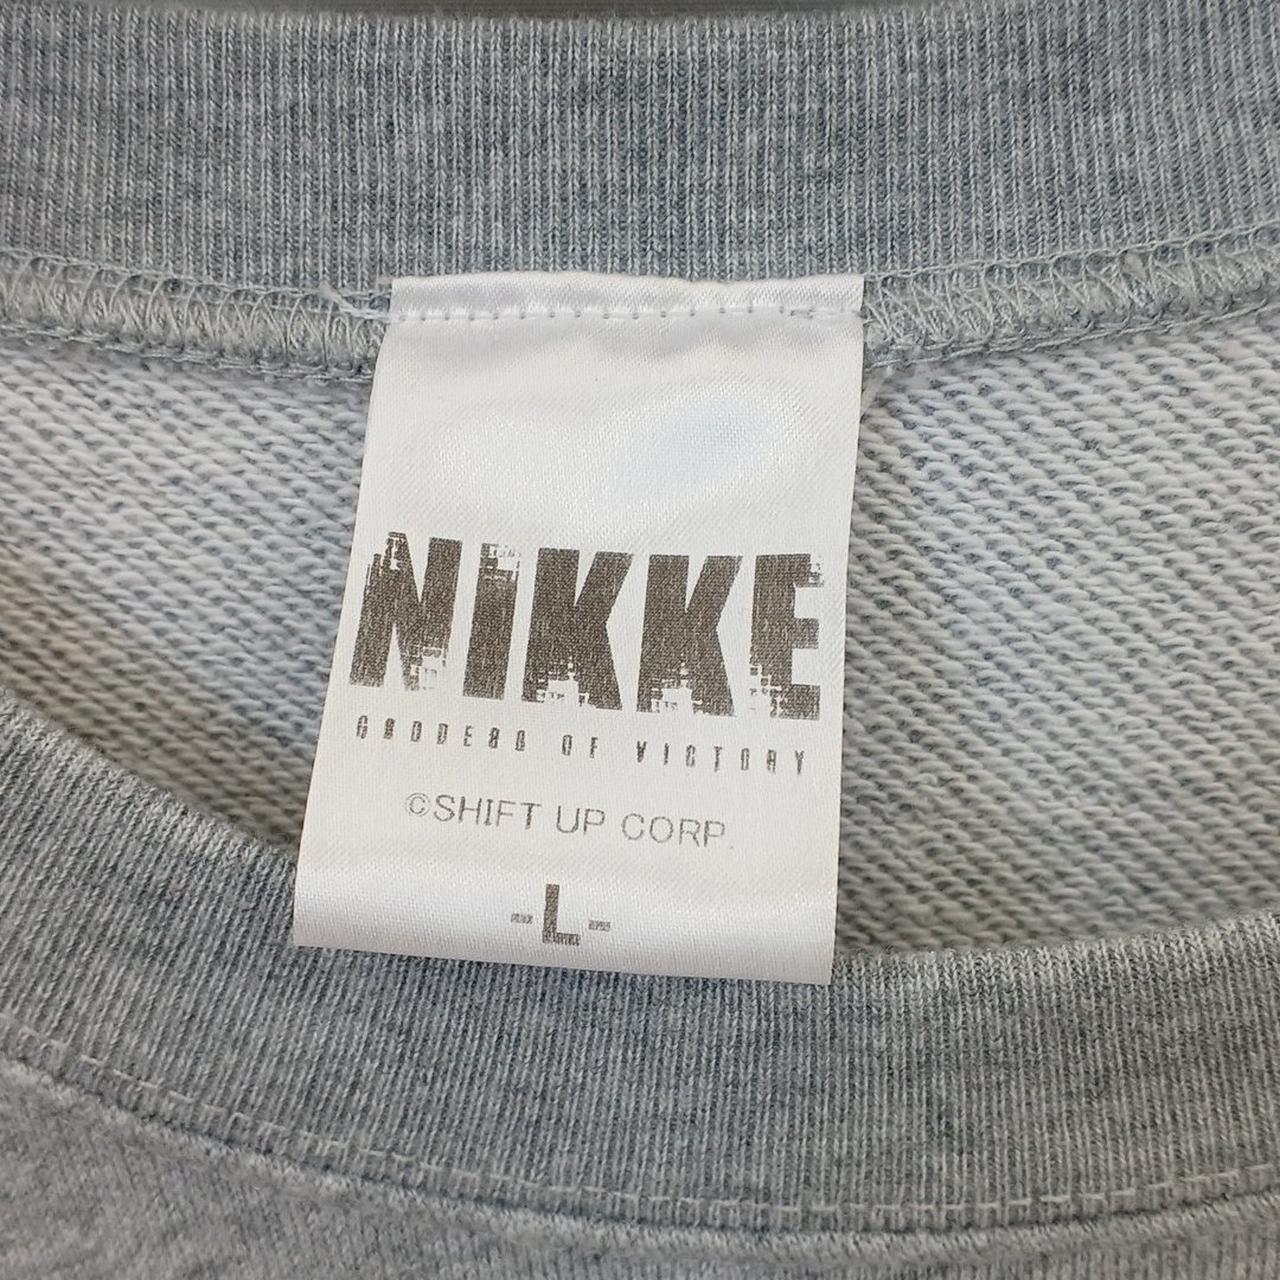 NIKKE
GODDESS OF VICTORY
©SHIFT UP CORP.
-L-